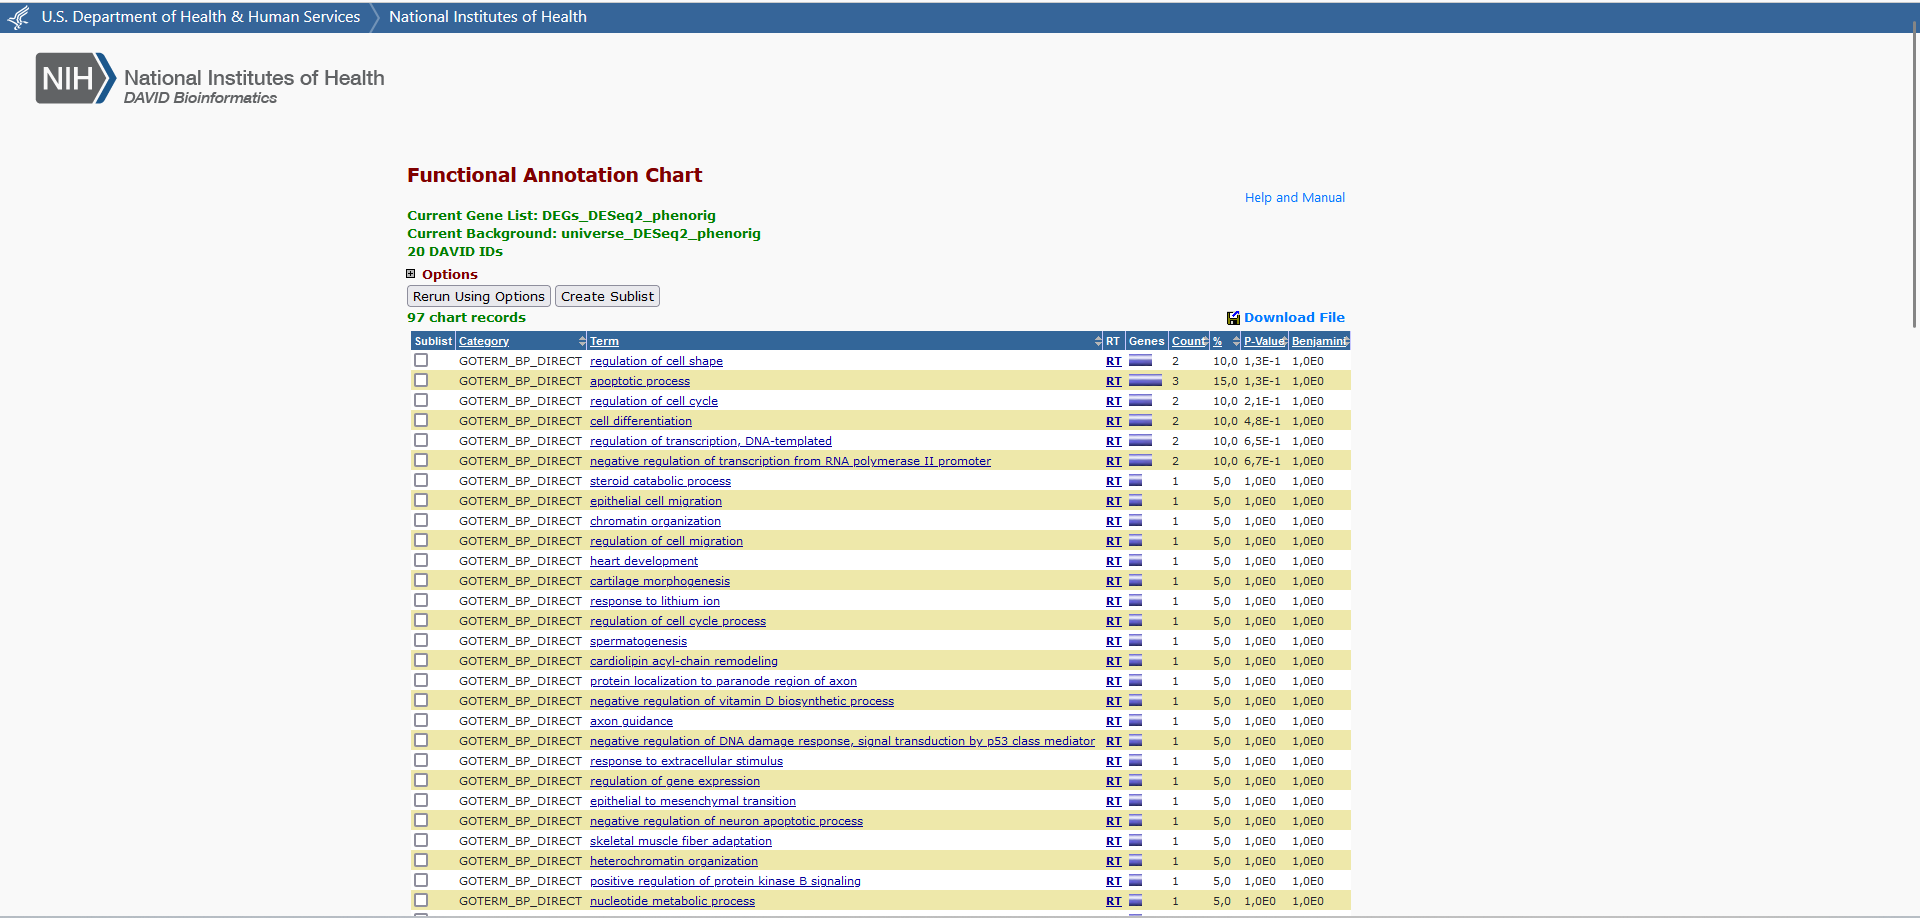 U.S. Department of Health & Human Services National Institutes of Health
NIH National Institutes of Health
DAVID Bioinformatics
Functional Annotation Chart
Help and Manual
Current Gene List: DEGs_DESeq2_phenorig
Current Background: universe_DESeq2_phenorig
20 DAVID IDs
Options
Rerun Using Options Create Sublist
97 chart records Download File
Sublist Category Term RT Genes Count % P-Value Benjamini
GOTERM_BP_DIRECT regulation of cell shape RT 2 10,0 1,3E-1 1,0E0
GOTERM_BP_DIRECT apoptotic process RT 3 15,0 1,3E-1 1,0E0
GOTERM_BP_DIRECT regulation of cell cycle RT 2 10,0 2,1E-1 1,0E0
GOTERM_BP_DIRECT cell differentiation RT 2 10,0 4,8E-1 1,0E0
GOTERM_BP_DIRECT regulation of transcription, DNA-templated RT 2 10,0 6,5E-1 1,0E0
GOTERM_BP_DIRECT negative regulation of transcription from RNA polymerase II promoter RT 2 10,0 6,7E-1 1,0E0
GOTERM_BP_DIRECT steroid catabolic process RT 1 5,0 1,0E0 1,0E0
GOTERM_BP_DIRECT epithelial cell migration RT 1 5,0 1,0E0 1,0E0
GOTERM_BP_DIRECT chromatin organization RT 1 5,0 1,0E0 1,0E0
GOTERM_BP_DIRECT regulation of cell migration RT 1 5,0 1,0E0 1,0E0
GOTERM_BP_DIRECT heart development RT 1 5,0 1,0E0 1,0E0
GOTERM_BP_DIRECT cartilage morphogenesis RT 1 5,0 1,0E0 1,0E0
GOTERM_BP_DIRECT response to lithium ion RT 1 5,0 1,0E0 1,0E0
GOTERM_BP_DIRECT regulation of cell cycle process RT 1 5,0 1,0E0 1,0E0
GOTERM_BP_DIRECT spermatogenesis RT 1 5,0 1,0E0 1,0E0
GOTERM_BP_DIRECT cardiolipin acyl-chain remodeling RT 1 5,0 1,0E0 1,0E0
GOTERM_BP_DIRECT protein localization to paranode region of axon RT 1 5,0 1,0E0 1,0E0
GOTERM_BP_DIRECT negative regulation of vitamin D biosynthetic process RT 1 5,0 1,0E0 1,0E0
GOTERM_BP_DIRECT axon guidance RT 1 5,0 1,0E0 1,0E0
GOTERM_BP_DIRECT negative regulation of DNA damage response, signal transduction by p53 class mediator RT 1 5,0 1,0E0 1,0E0
GOTERM_BP_DIRECT response to extracellular stimulus RT 1 5,0 1,0E0 1,0E0
GOTERM_BP_DIRECT regulation of gene expression RT 1 5,0 1,0E0 1,0E0
GOTERM_BP_DIRECT epithelial to mesenchymal transition RT 1 5,0 1,0E0 1,0E0
GOTERM_BP_DIRECT negative regulation of neuron apoptotic process RT 1 5,0 1,0E0 1,0E0
GOTERM_BP_DIRECT skeletal muscle fiber adaptation RT 1 5,0 1,0E0 1,0E0
GOTERM_BP_DIRECT heterochromatin organization RT 1 5,0 1,0E0 1,0E0
GOTERM_BP_DIRECT positive regulation of protein kinase B signaling RT 1 5,0 1,0E0 1,0E0
GOTERM_BP_DIRECT nucleotide metabolic process RT 1 5,0 1,0E0 1,0E0